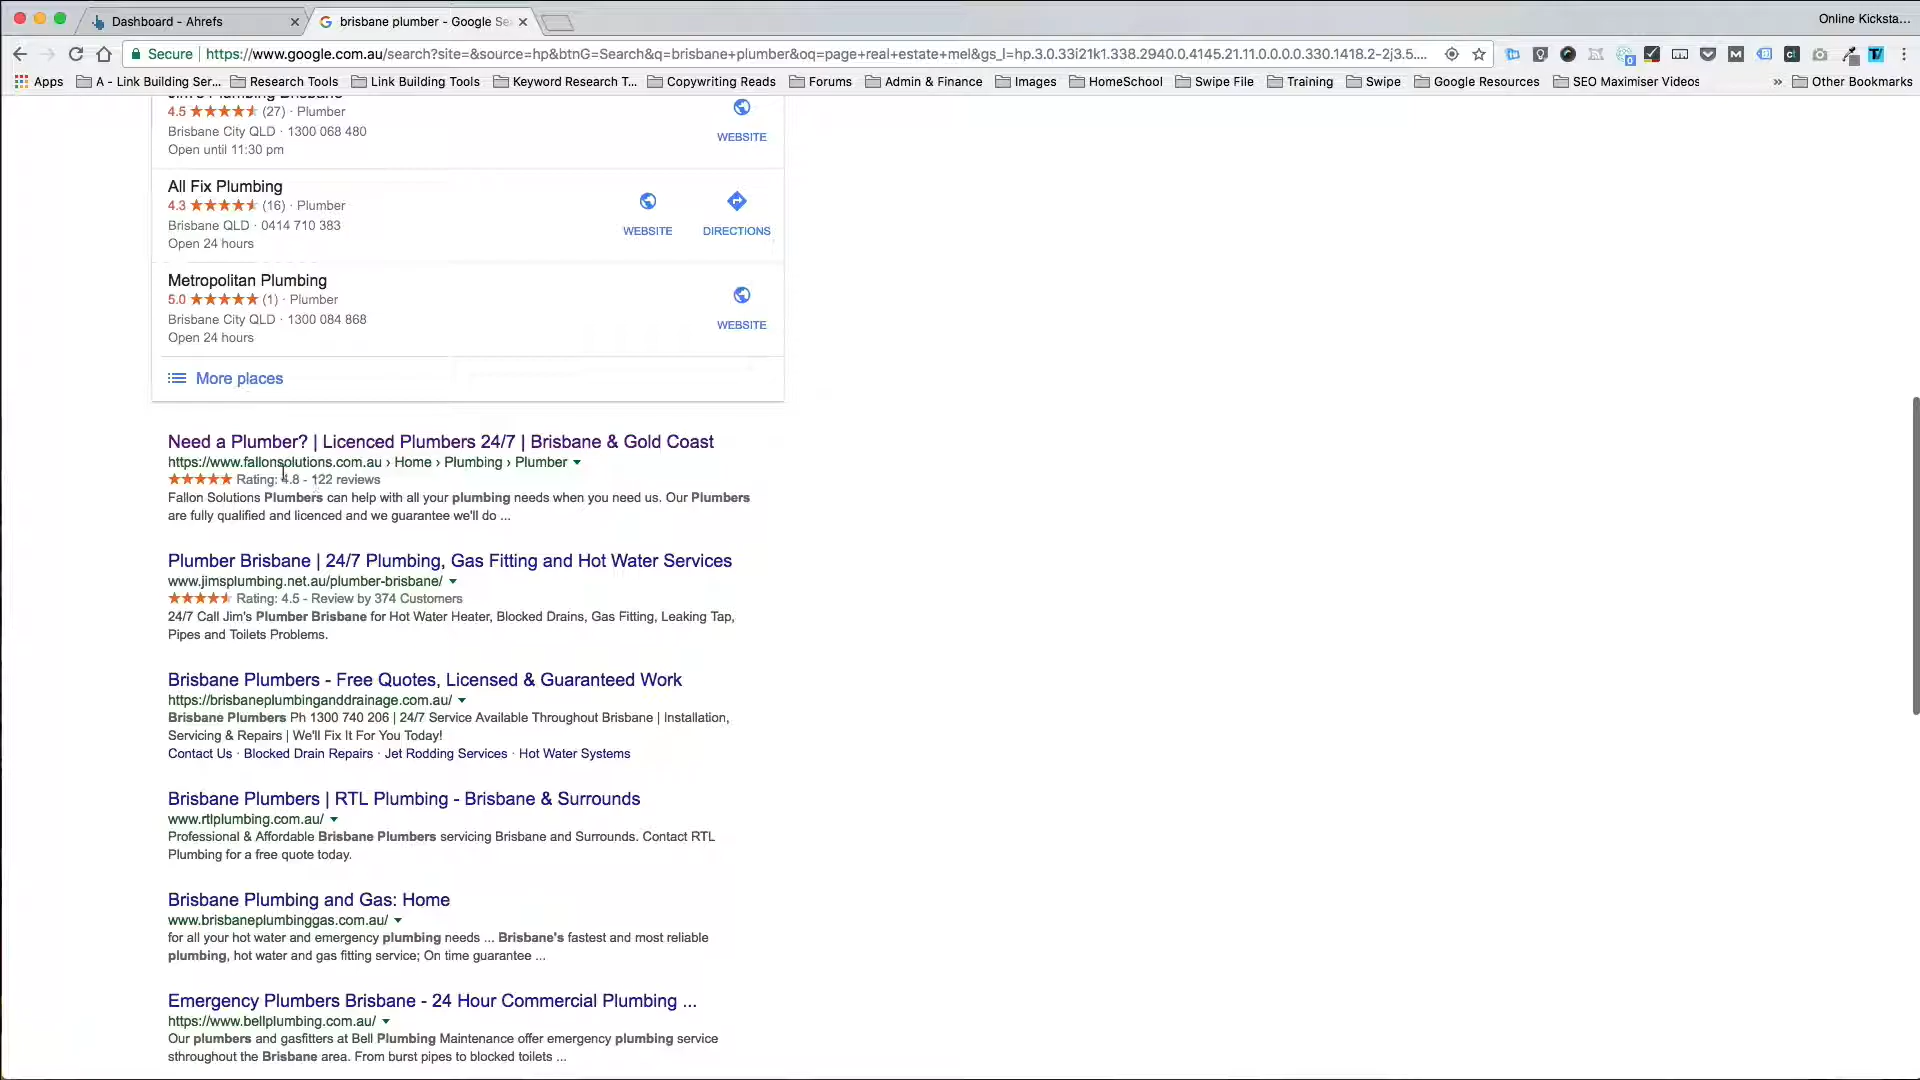 Dashboard - Ahrefs
brisbane plumber - Google Se
Online Kicksta...
Secure
https://www.google.com.au/search?site=&source=hp&btnG=Search&q=brisbane+plumber&oq=page+real+estate+mel&gs_l=hp.3.0.33i21k1.338.2940.0.4145.21.11.0.0.0.0.330.1418.2-2j3.5....
Apps
A - Link Building Ser...
Research Tools
Link Building Tools
Keyword Research T...
Copywriting Reads
Forums
Admin & Finance
Images
HomeSchool
Swipe File
Training
Swipe
Google Resources
SEO Maximiser Videos
» Other Bookmarks
4.5 (27) · Plumber
Brisbane City QLD · 1300 068 480
Open until 11:30 pm
WEBSITE
All Fix Plumbing
4.3 (16) · Plumber
Brisbane QLD · 0414 710 383
Open 24 hours
WEBSITE
DIRECTIONS
Metropolitan Plumbing
5.0 (1) · Plumber
Brisbane City QLD · 1300 084 868
Open 24 hours
WEBSITE
More places
Need a Plumber? | Licenced Plumbers 24/7 | Brisbane & Gold Coast
https://www.fallonsolutions.com.au › Home › Plumbing › Plumber
Rating: 4.8 - 122 reviews
Fallon Solutions Plumbers can help with all your plumbing needs when you need us. Our Plumbers
are fully qualified and licenced and we guarantee we'll do ...
Plumber Brisbane | 24/7 Plumbing, Gas Fitting and Hot Water Services
www.jimsplumbing.net.au/plumber-brisbane/
Rating: 4.5 - Review by 374 Customers
24/7 Call Jim's Plumber Brisbane for Hot Water Heater, Blocked Drains, Gas Fitting, Leaking Tap,
Pipes and Toilets Problems.
Brisbane Plumbers - Free Quotes, Licensed & Guaranteed Work
https://brisbaneplumbinganddrainage.com.au/
Brisbane Plumbers Ph 1300 740 206 | 24/7 Service Available Throughout Brisbane | Installation,
Servicing & Repairs | We'll Fix It For You Today!
Contact Us · Blocked Drain Repairs · Jet Rodding Services · Hot Water Systems
Brisbane Plumbers | RTL Plumbing - Brisbane & Surrounds
www.rtlplumbing.com.au/
Professional & Affordable Brisbane Plumbers servicing Brisbane and Surrounds. Contact RTL
Plumbing for a free quote today.
Brisbane Plumbing and Gas: Home
www.brisbaneplumbinggas.com.au/
for all your hot water and emergency plumbing needs ... Brisbane's fastest and most reliable
plumbing, hot water and gas fitting service; On time guarantee ...
Emergency Plumbers Brisbane - 24 Hour Commercial Plumbing ...
https://www.bellplumbing.com.au/
Our plumbers and gasfitters at Bell Plumbing Maintenance offer emergency plumbing service
sthroughout the Brisbane area. From burst pipes to blocked toilets ...